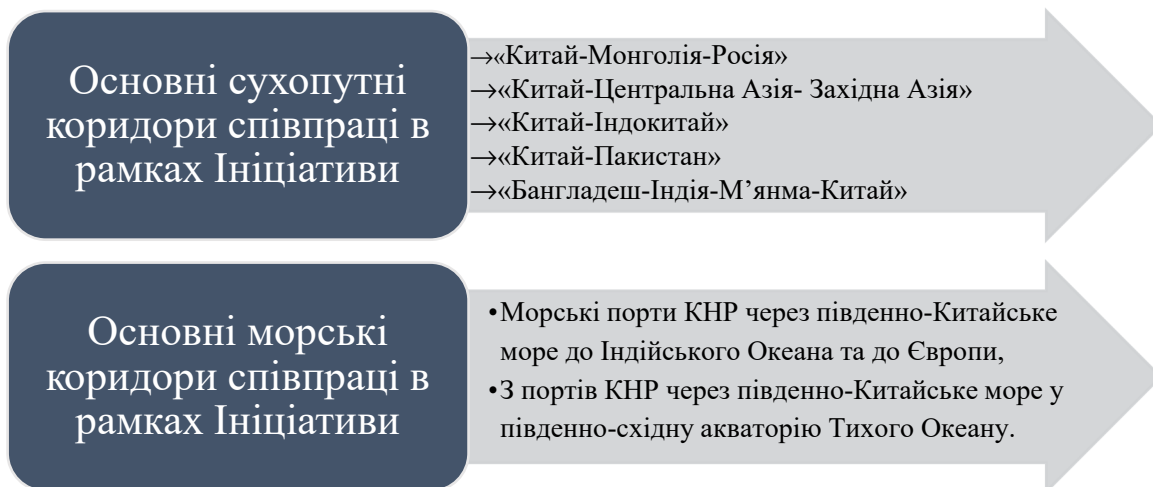 Основні сухопутні
коридори співпраці в
рамках Ініціативи
→«Китай-Монголія-Росія»
→«Китай-Центральна Азія- Західна Азія»
→«Китай-Індокитай»
→«Китай-Пакистан»
→«Бангладеш-Індія-М’янма-Китай»
Основні морські
коридори співпраці в
рамках Ініціативи
•Морські порти КНР через південно-Китайське
море до Індійського Океана та до Європи,
•З портів КНР через південно-Китайське море у
південно-східну акваторію Тихого Океану.